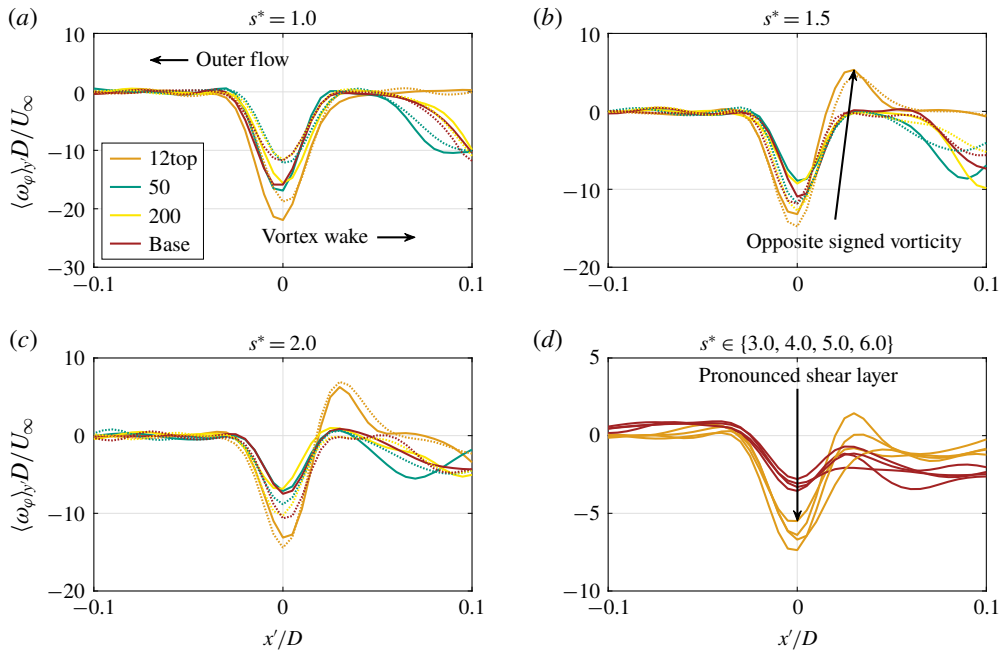 (a) s* = 1.0
10
0
−10
−20
−30
−0.1 0 0.1
⟨ω_φ⟩_y′ D/U_∞
Outer flow
12top
50
200
Base
Vortex wake
(b) s* = 1.5
10
0
−10
−20
−0.1 0 0.1
Opposite signed vorticity
(c) s* = 2.0
10
0
−10
−20
−0.1 0 0.1
⟨ω_φ⟩_y′ D/U_∞
x′/D
(d) s* ∈ {3.0, 4.0, 5.0, 6.0}
Pronounced shear layer
5
0
−5
−10
−0.1 0 0.1
x′/D